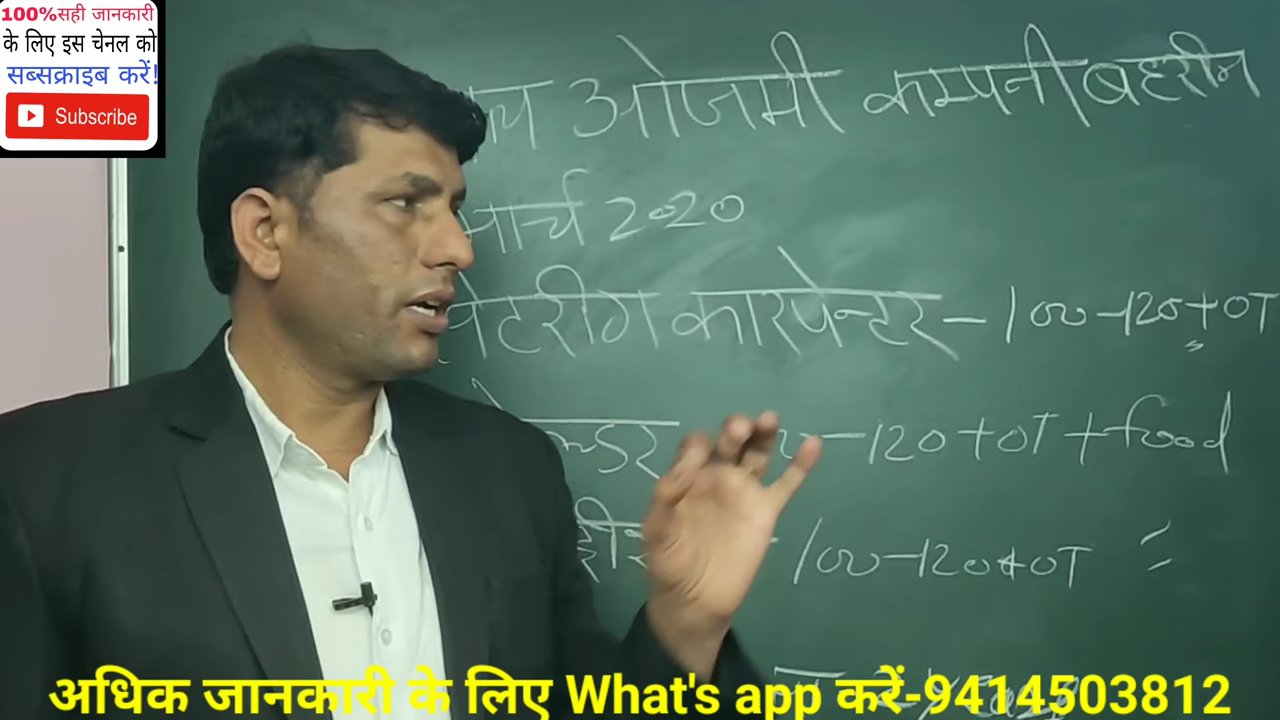 100%सही जानकारी
के लिए इस चेनल को
सब्सक्राइब करें!
Subscribe
ओजमी कम्पनी बहरीन
मार्च 2020
कारपेन्टर - 100-120+OT
-120+OT+food
-100-120+OT =
अधिक जानकारी के लिए What's app करें-9414503812